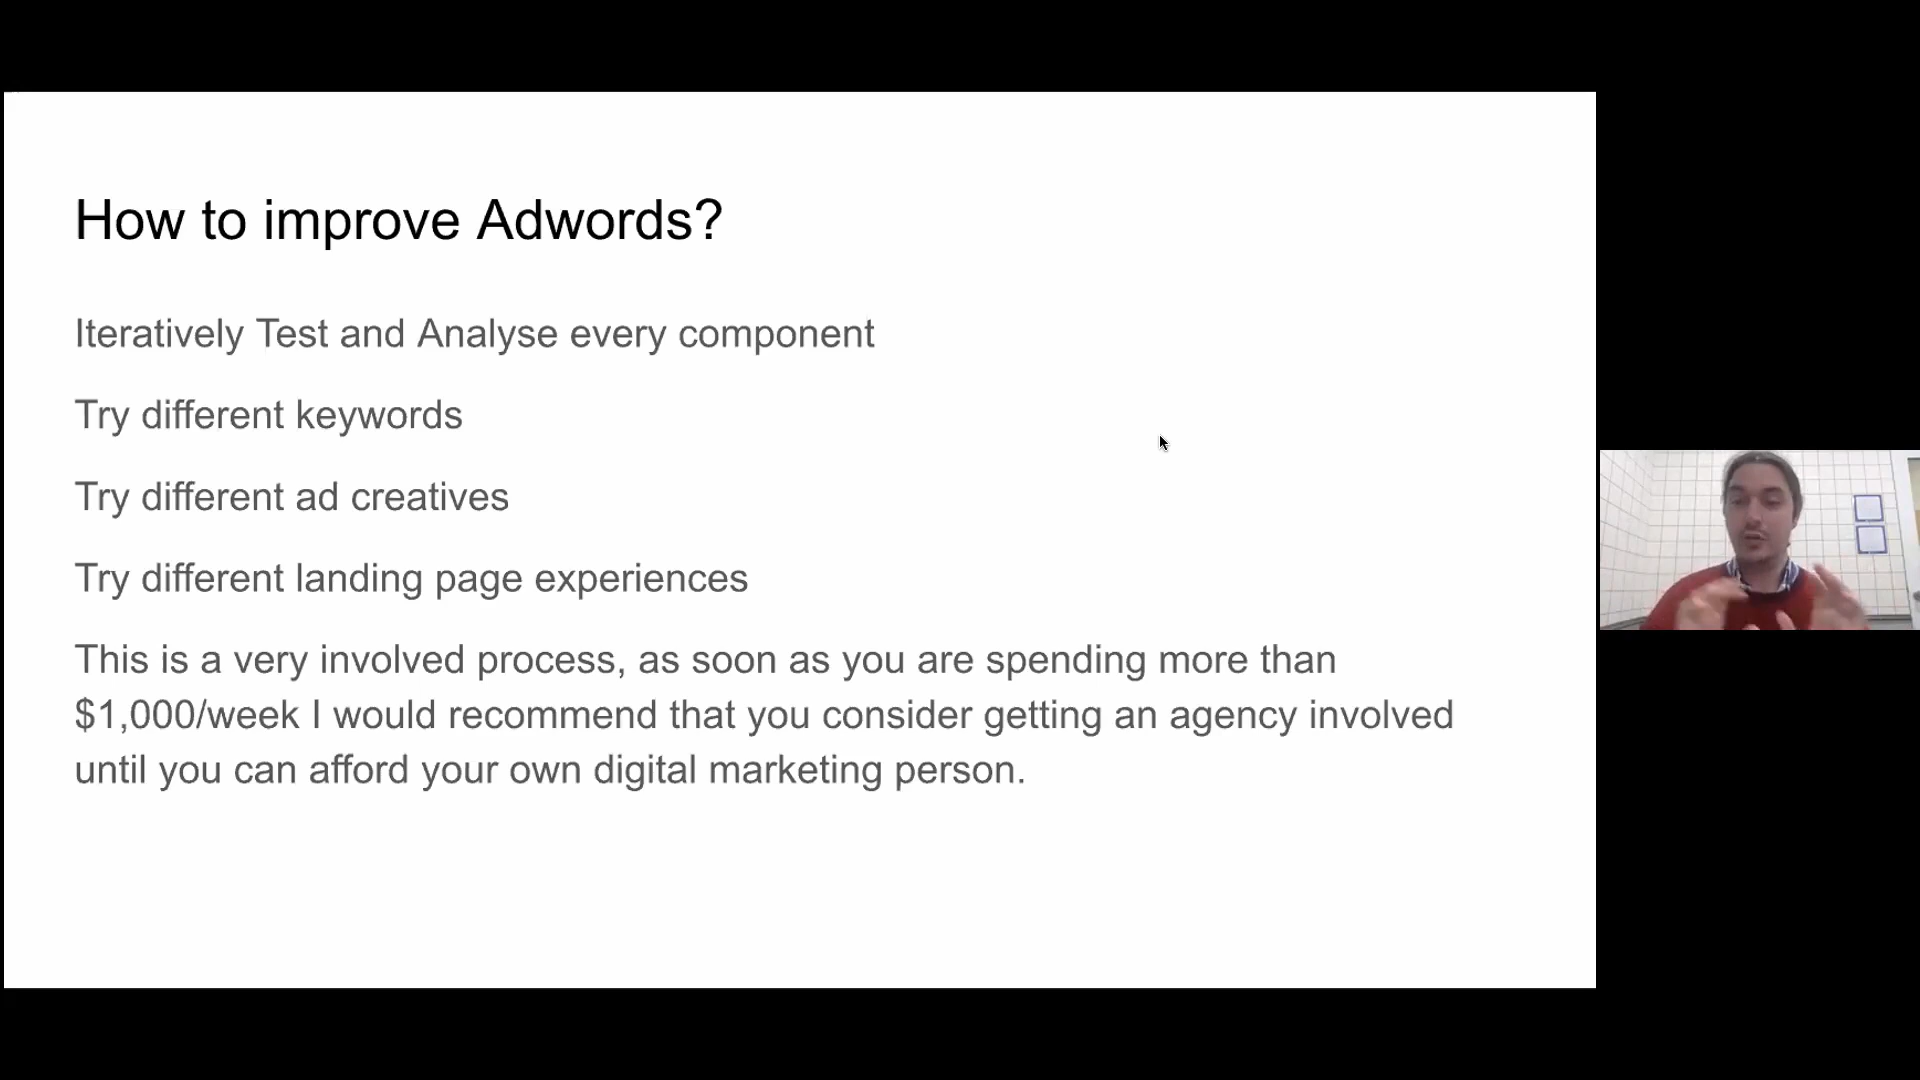 How to improve Adwords?
Iteratively Test and Analyse every component
Try different keywords
Try different ad creatives
Try different landing page experiences
This is a very involved process, as soon as you are spending more than
$1,000/week I would recommend that you consider getting an agency involved
until you can afford your own digital marketing person.